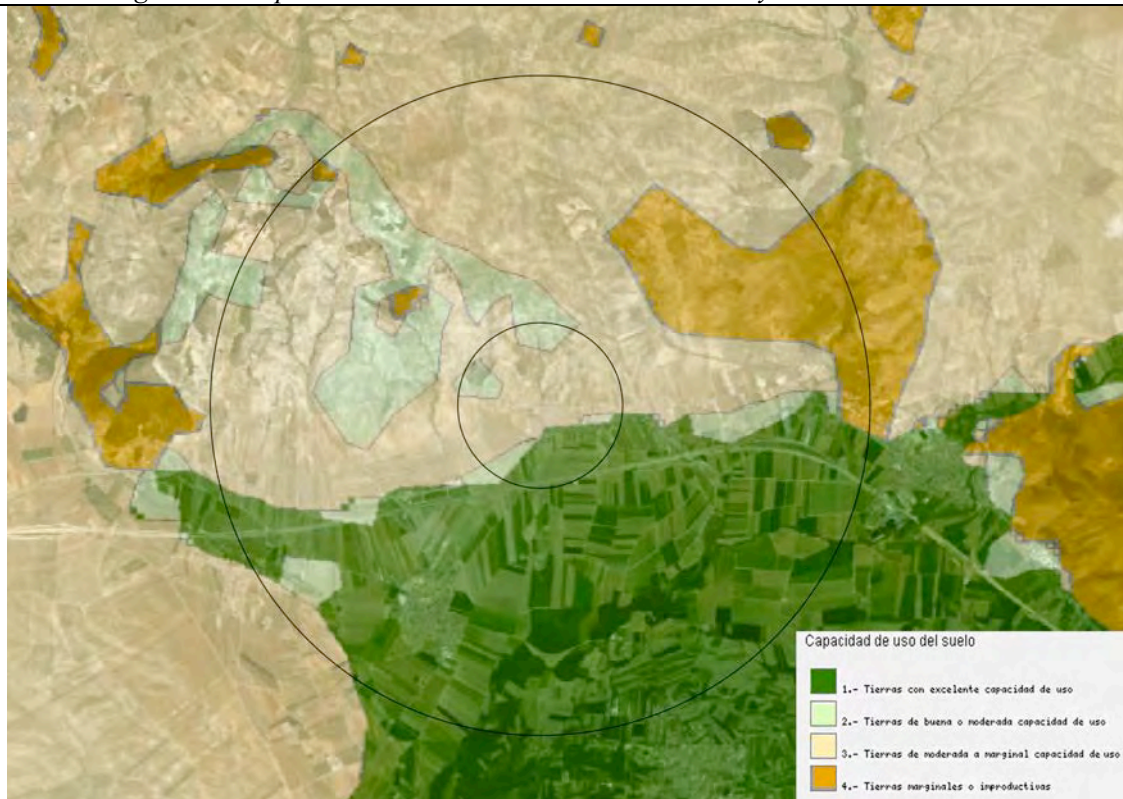 Capacidad de uso del suelo
1.- Tierras con excelente capacidad de uso
2.- Tierras de buena o moderada capacidad de uso
3.- Tierras de moderada a marginal capacidad de uso
4.- Tierras marginales o improductivas